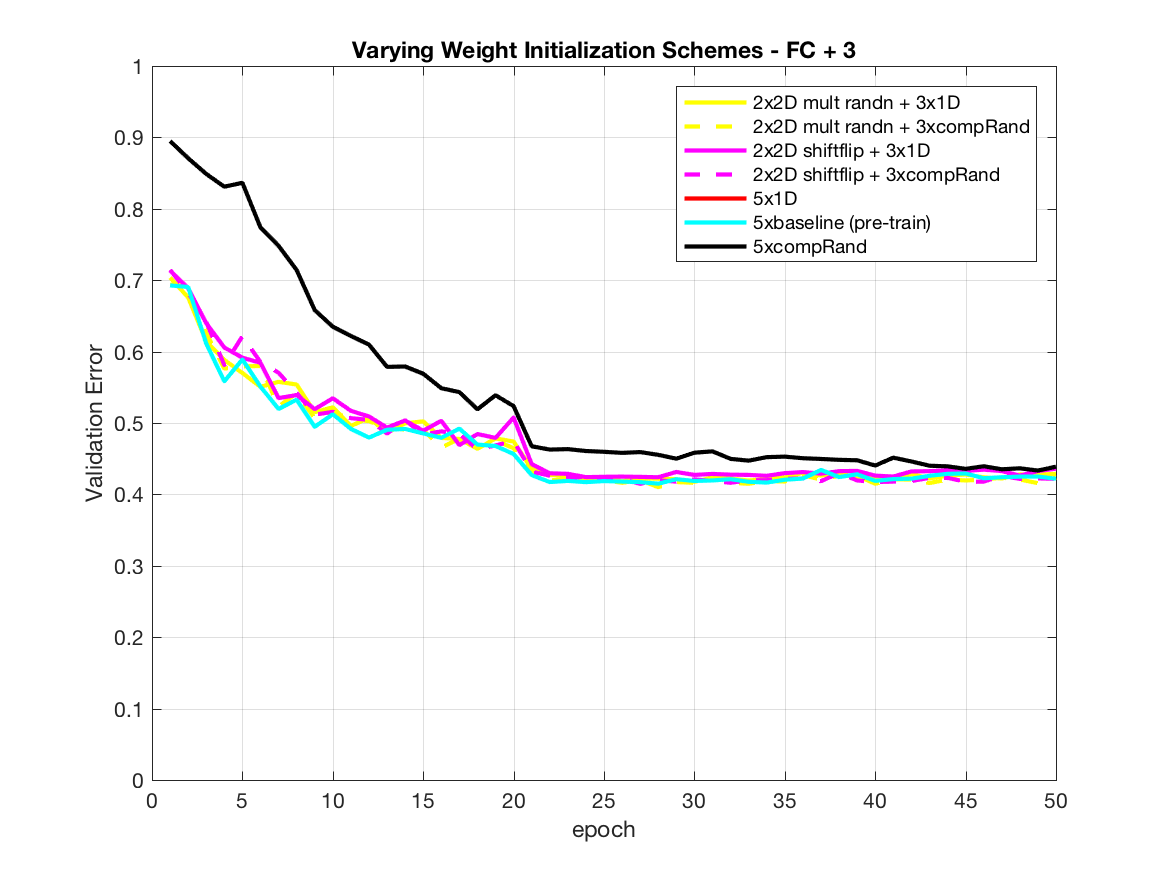 Varying Weight Initialization Schemes - FC + 3
1
0.9
0.8
0.7
0.6
0.5
0.4
0.3
0.2
0.1
0
Validation Error
2x2D mult randn + 3x1D
2x2D mult randn + 3xcompRand
2x2D shiftflip + 3x1D
2x2D shiftflip + 3xcompRand
5x1D
5xbaseline (pre-train)
5xcompRand
0 5 10 15 20 25 30 35 40 45 50
epoch